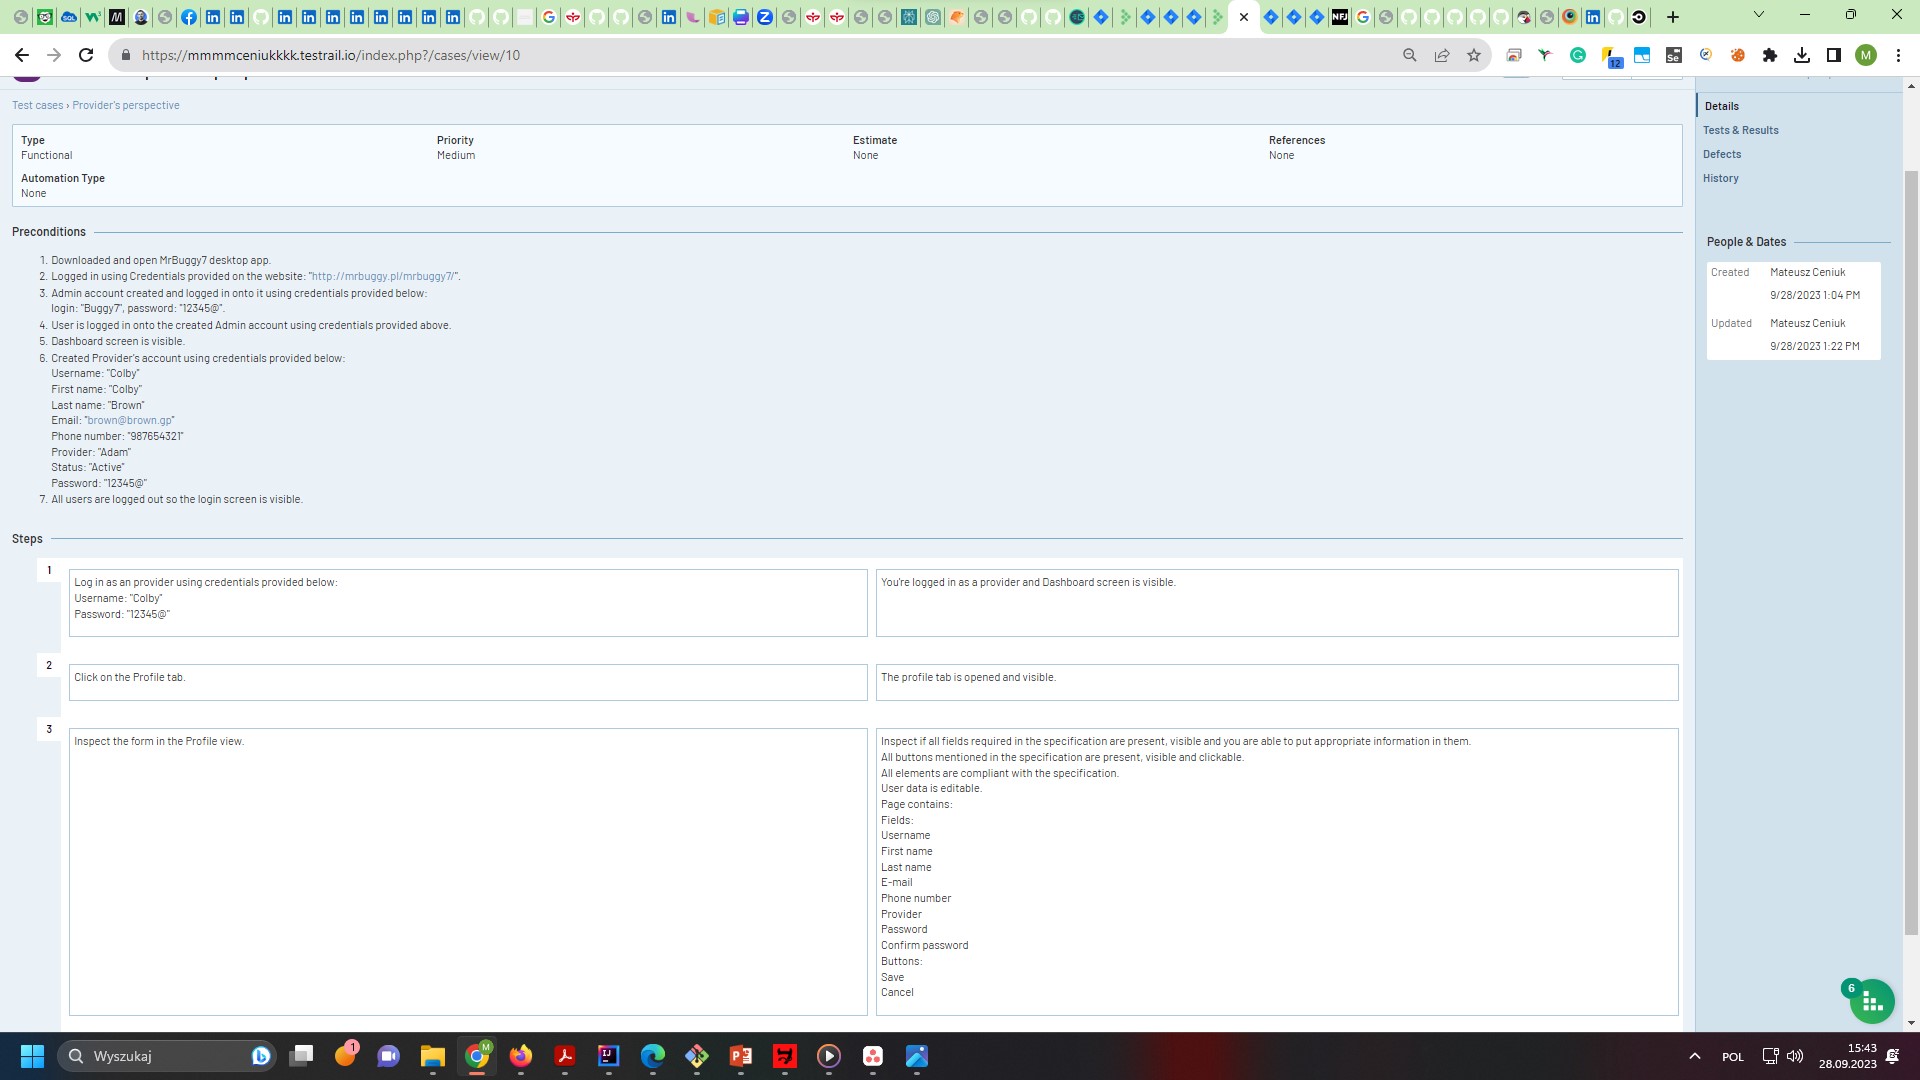 https://mmmmceniukkkk.testrail.io/index.php?/cases/view/10
12
Se
M
Test cases › Provider's perspective
Type
Functional
Priority
Medium
Estimate
None
References
None
Automation Type
None
Preconditions
1. Downloaded and open MrBuggy7 desktop app.
2. Logged in using Credentials provided on the website: "http://mrbuggy.pl/mrbuggy7/".
3. Admin account created and logged in onto it using credentials provided below:
login: "Buggy7", password: "12345@".
4. User is logged in onto the created Admin account using credentials provided above.
5. Dashboard screen is visible.
6. Created Provider's account using credentials provided below:
Username: "Colby"
First name: "Colby"
Last name: "Brown"
Email: "brown@brown.gp"
Phone number: "987654321"
Provider: "Adam"
Status: "Active"
Password: "12345@"
7. All users are logged out so the login screen is visible.
Steps
1
Log in as an provider using credentials provided below:
Username: "Colby"
Password: "12345@"
You're logged in as a provider and Dashboard screen is visible.
2
Click on the Profile tab.
The profile tab is opened and visible.
3
Inspect the form in the Profile view.
Inspect if all fields required in the specification are present, visible and you are able to put appropriate information in them.
All buttons mentioned in the specification are present, visible and clickable.
All elements are compliant with the specification.
User data is editable.
Page contains:
Fields:
Username
First name
Last name
E-mail
Phone number
Provider
Password
Confirm password
Buttons:
Save
Cancel
Details
Tests & Results
Defects
History
People & Dates
Created
Mateusz Ceniuk
9/28/2023 1:04 PM
Updated
Mateusz Ceniuk
9/28/2023 1:22 PM
6
Wyszukaj
1
M
POL
15:43
28.09.2023